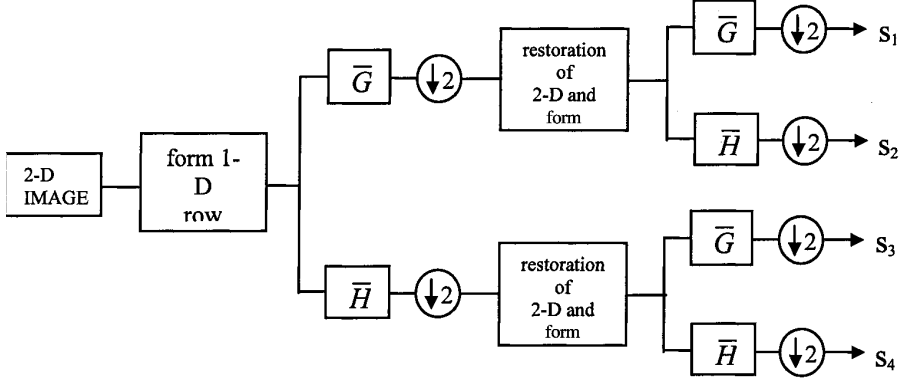 2-D
IMAGE
form 1-
D
row
G̅
↓2
restoration
of
2-D and
form
G̅
↓2
S₁
H̅
↓2
S₂
H̅
↓2
restoration
of
2-D and
form
G̅
↓2
S₃
H̅
↓2
S₄